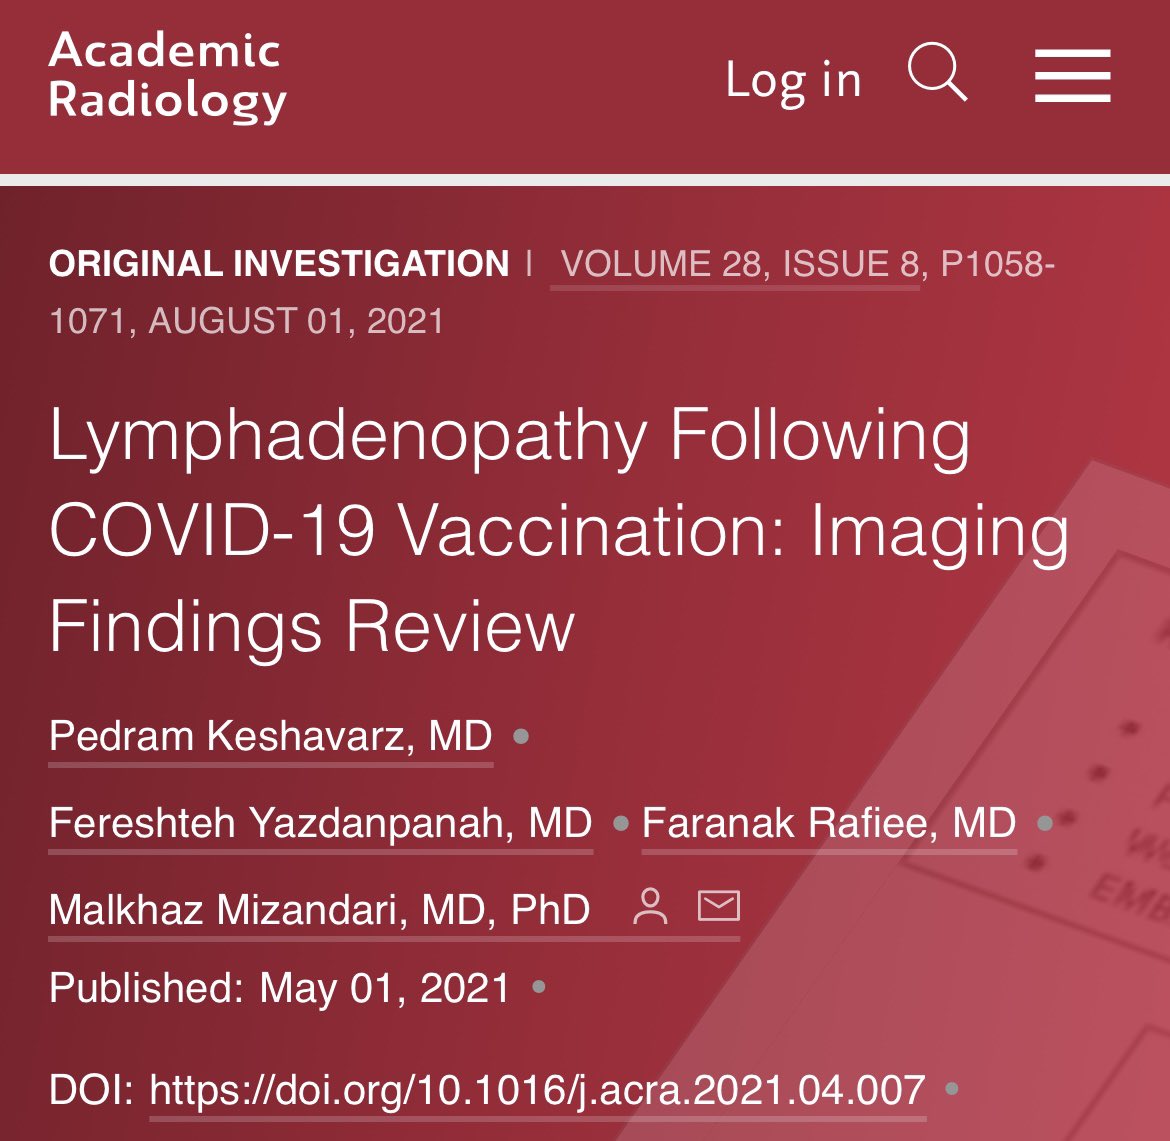 Academic
Radiology
Log in
ORIGINAL INVESTIGATION | VOLUME 28, ISSUE 8, P1058-
1071, AUGUST 01, 2021
Lymphadenopathy Following
COVID-19 Vaccination: Imaging
Findings Review
Pedram Keshavarz, MD •
Fereshteh Yazdanpanah, MD • Faranak Rafiee, MD •
Malkhaz Mizandari, MD, PhD
Published: May 01, 2021 •
DOI: https://doi.org/10.1016/j.acra.2021.04.007 •